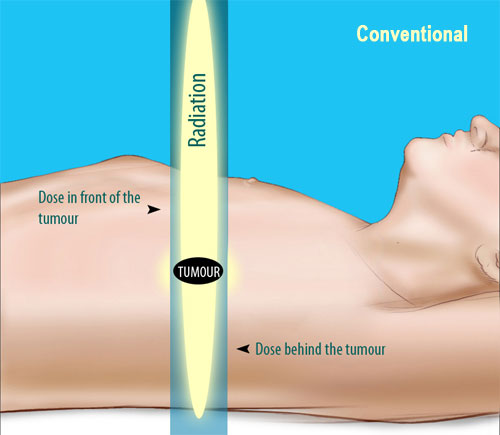 Conventional
Radiation
Dose in front of the
tumour
TUMOUR
Dose behind the tumour